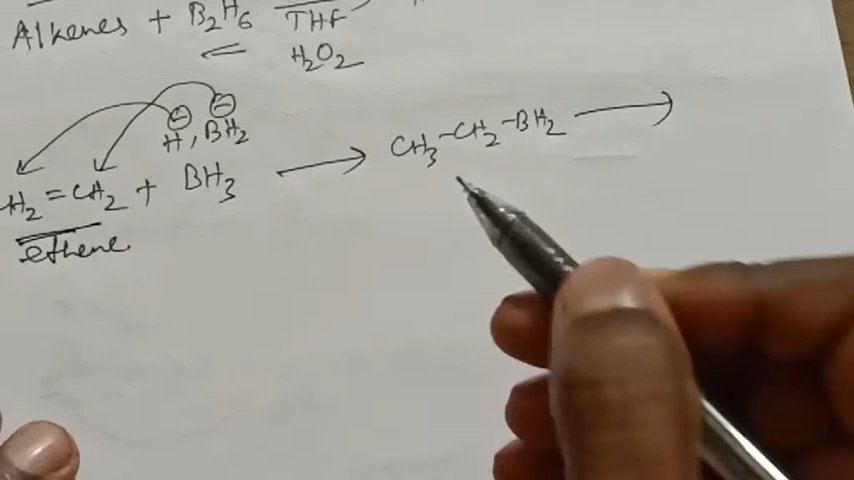 Alkenes + B2H6 THF
H2O2
⊖ ⊖
H, BH2
H2 = CH2 + BH3 ⟶ CH3-CH2-BH2 ⟶
ethene